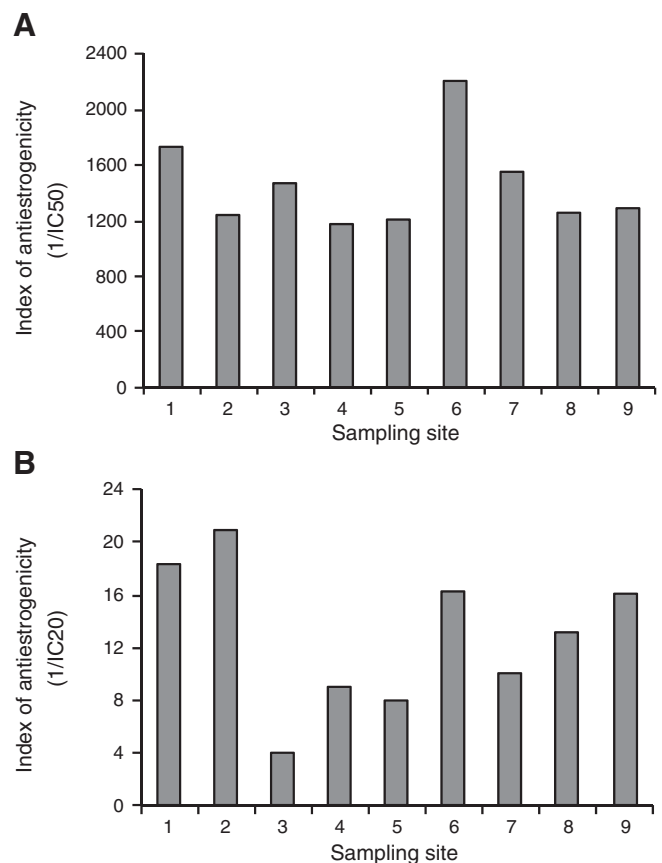 A
Index of antiestrogenicity
(1/IC50)
2400
2000
1600
1200
800
400
0
1 2 3 4 5 6 7 8 9
Sampling site
B
Index of antiestrogenicity
(1/IC20)
24
20
16
12
8
4
0
1 2 3 4 5 6 7 8 9
Sampling site